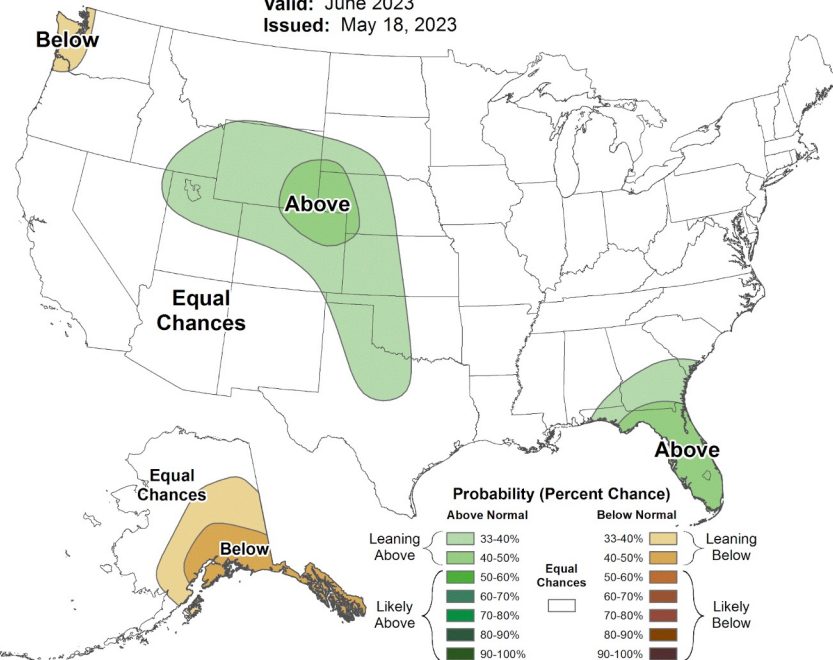 Valid: June 2023
Issued: May 18, 2023
Below
Above
Equal
Chances
Above
Equal
Chances
Below
Probability (Percent Chance)
Above Normal
Below Normal
Leaning
Above
33-40%
40-50%
Likely
Above
50-60%
60-70%
70-80%
80-90%
90-100%
Equal
Chances
33-40%
40-50%
Leaning
Below
50-60%
60-70%
70-80%
80-90%
90-100%
Likely
Below